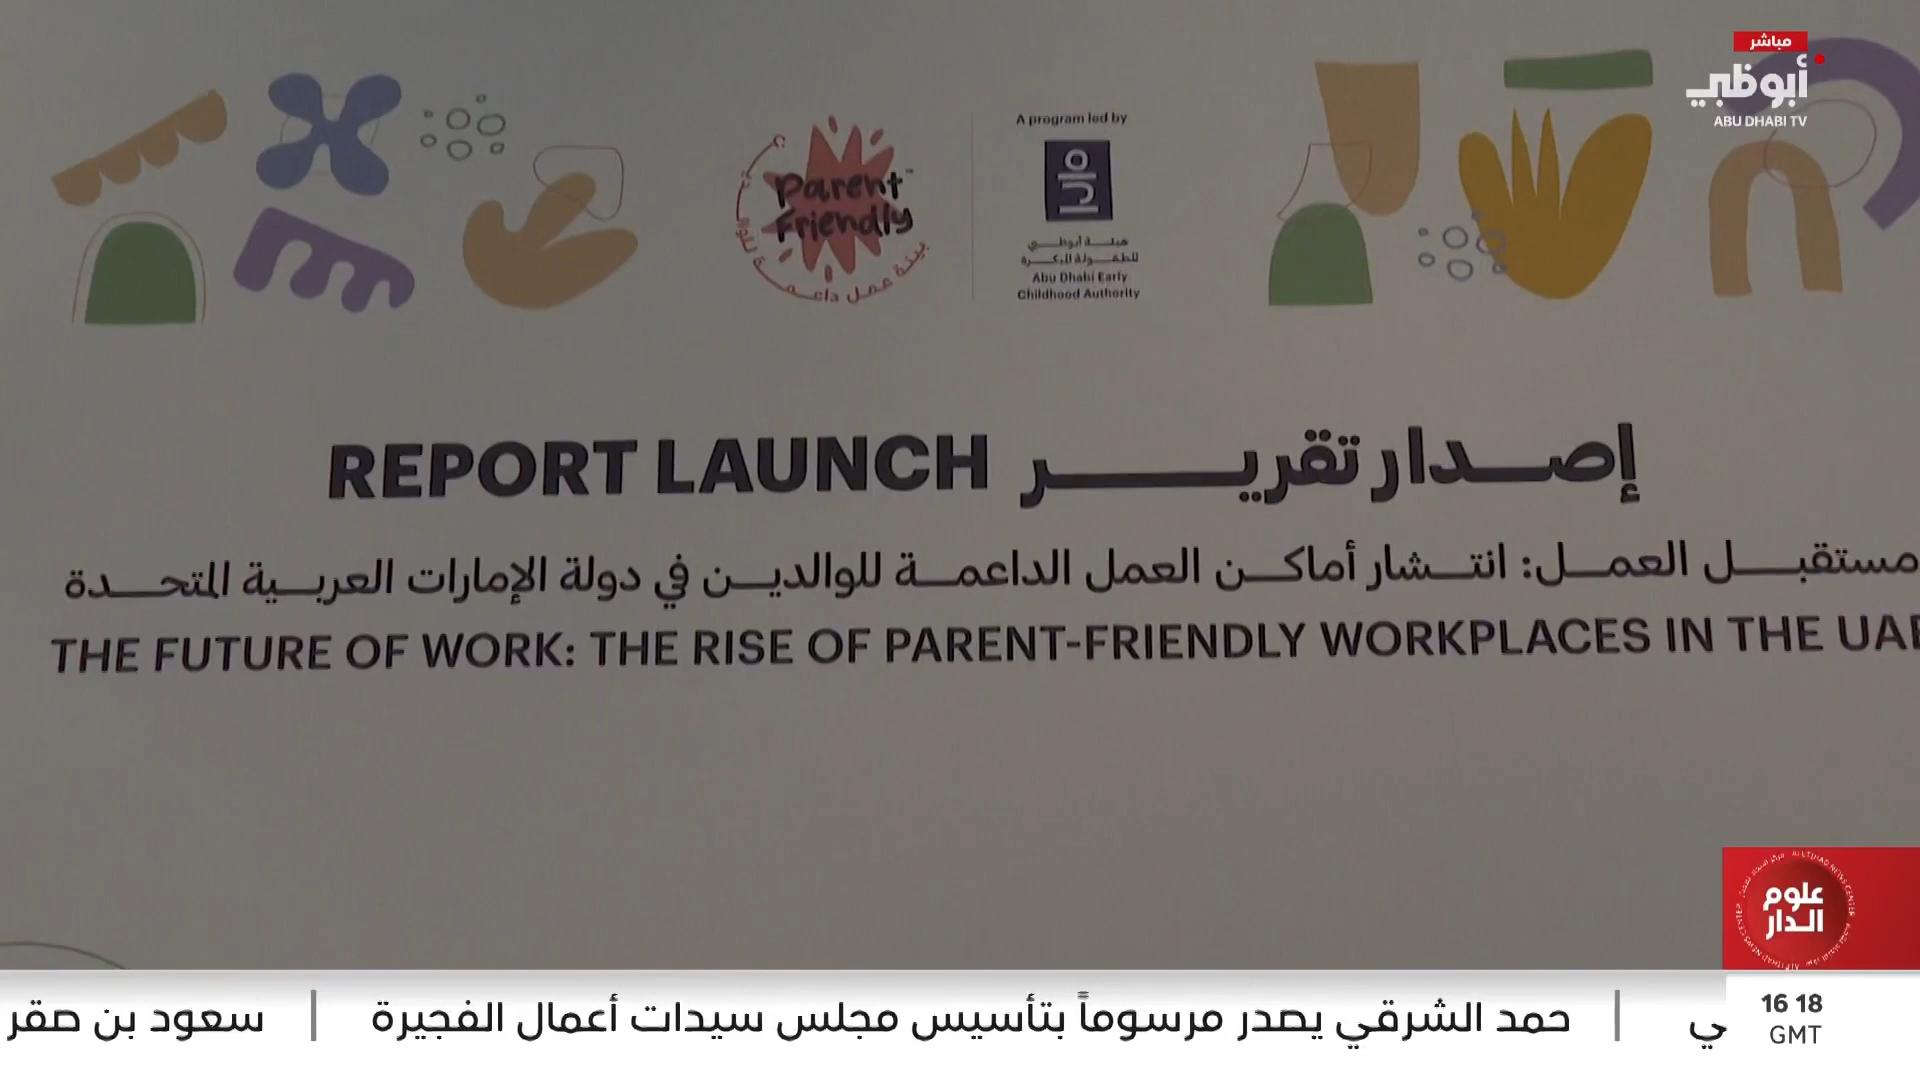 مباشر
أبوظبي
ABU DHABI TV
A program led by
Parent
Friendly
بيئة عمل داعمة للوالدين
هيئة أبوظبي
للطفولة المبكرة
Abu Dhabi Early
Childhood Authority
REPORT LAUNCH إصدار تقرير
مستقبل العمل: انتشار أماكن العمل الداعمة للوالدين في دولة الإمارات العربية المتحدة
THE FUTURE OF WORK: THE RISE OF PARENT-FRIENDLY WORKPLACES IN THE UAE
علوم
الدار
ي | حمد الشرقي يصدر مرسوماً بتأسيس مجلس سيدات أعمال الفجيرة | سعود بن صقر
16 18
GMT